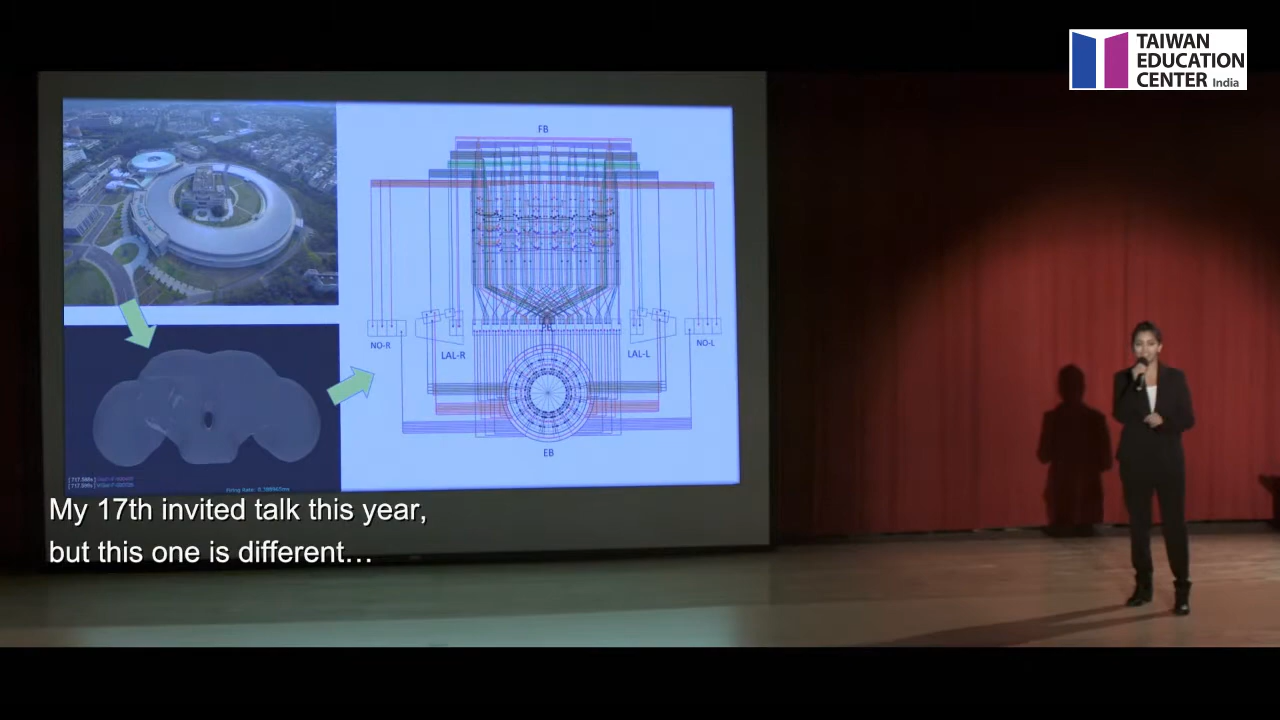 TAIWAN
EDUCATION
CENTER India
FB
NO-R
LAL-R
LAL-L
NO-L
EB
My 17th invited talk this year,
but this one is different…